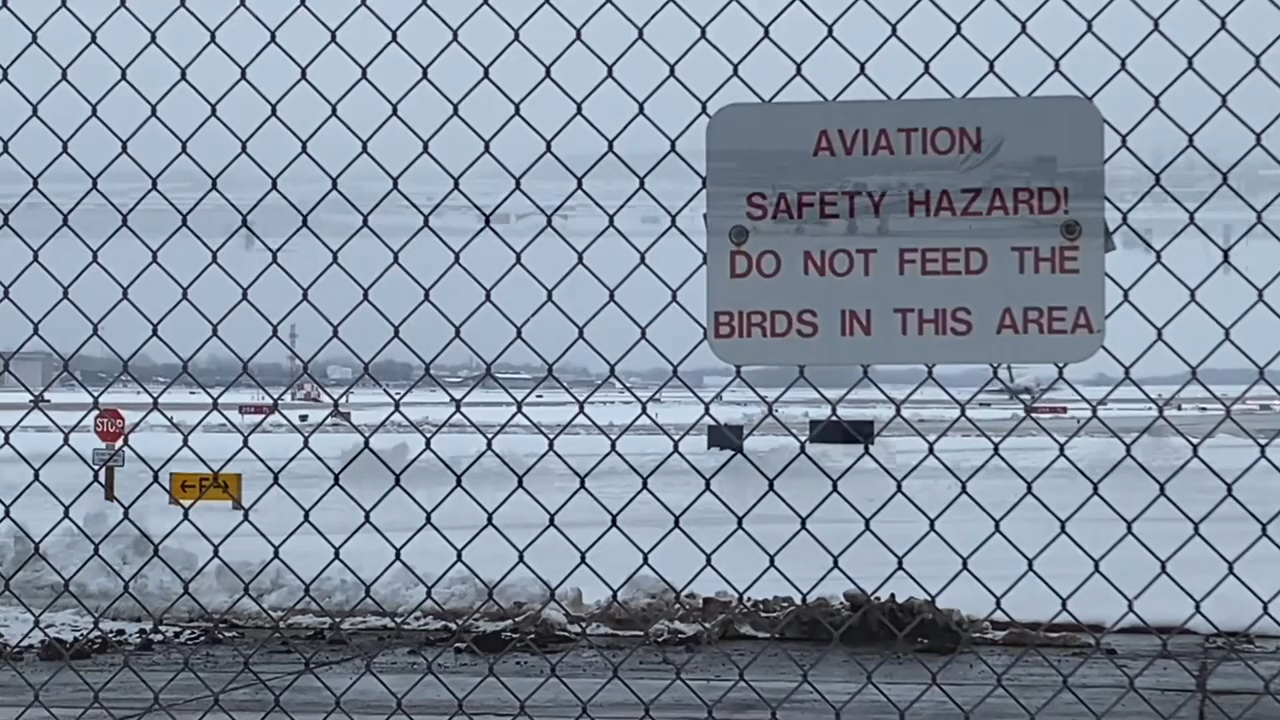 AVIATION
SAFETY HAZARD!
DO NOT FEED THE
BIRDS IN THIS AREA.
STOP
←F→